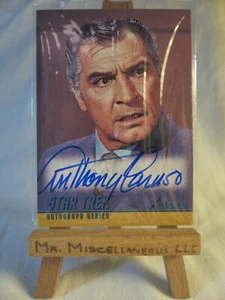 Anthony Caruso
STAR TREK
AUTOGRAPH SERIES
MR. MISCELLANEOUS LLC